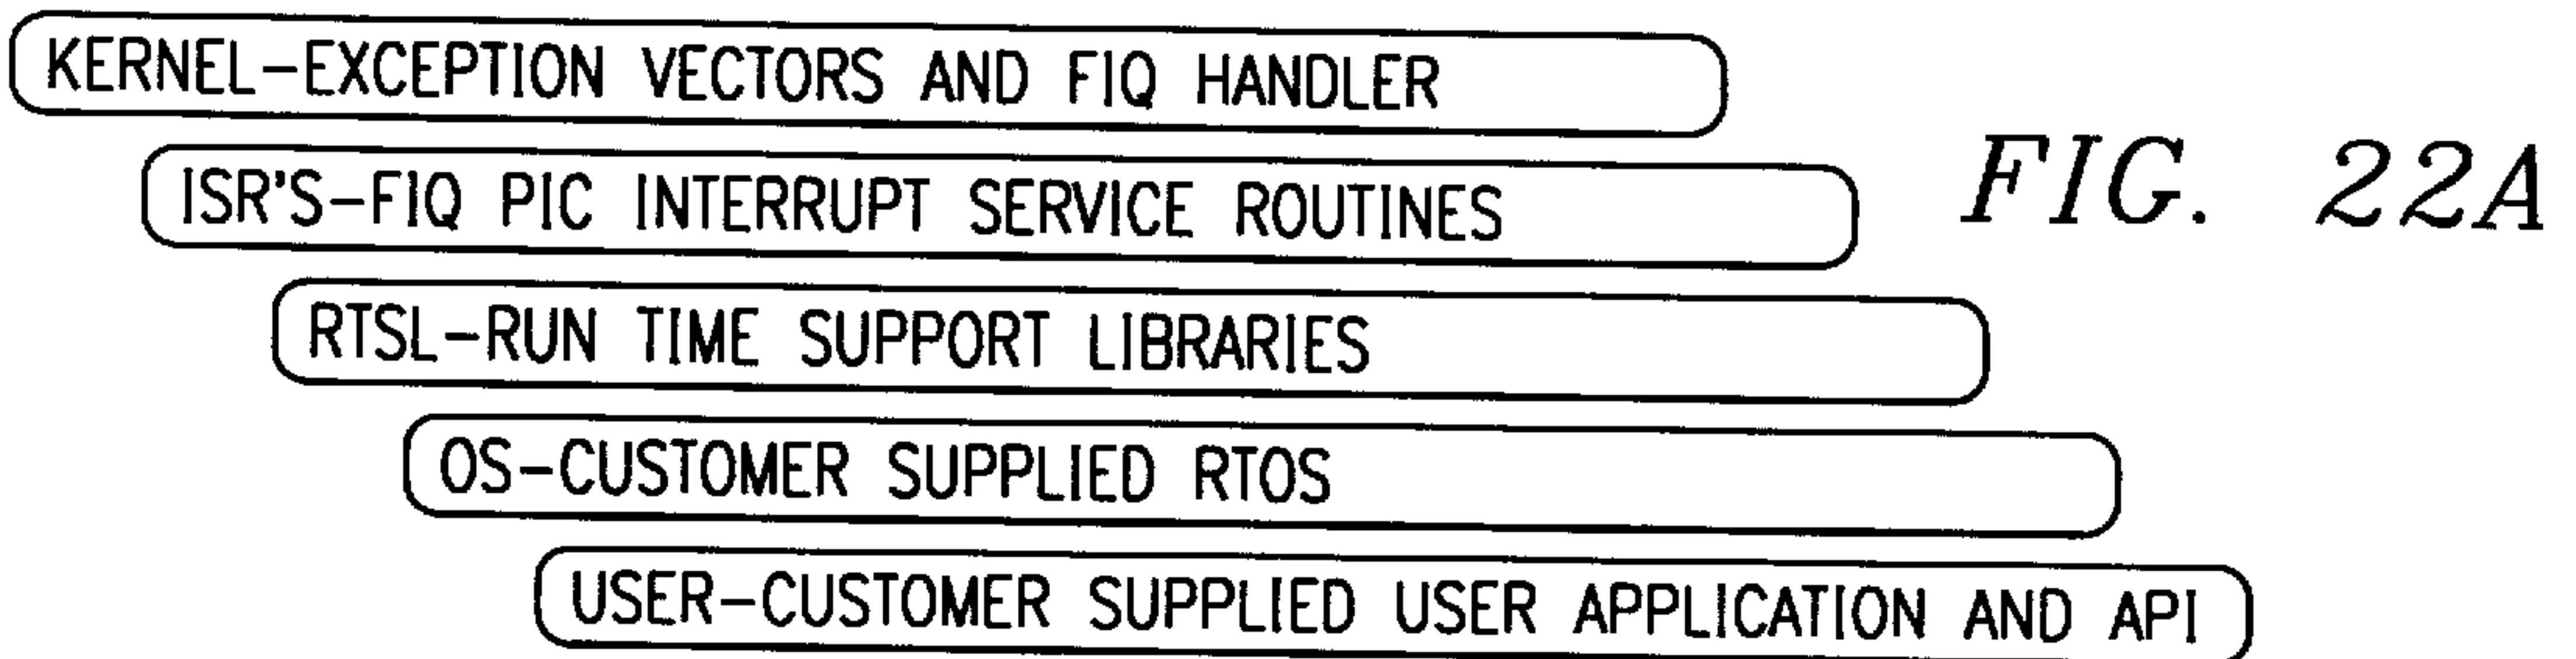 KERNEL-EXCEPTION VECTORS AND FIQ HANDLER
ISR'S-FIQ PIC INTERRUPT SERVICE ROUTINES
FIG. 22A
RTSL-RUN TIME SUPPORT LIBRARIES
OS-CUSTOMER SUPPLIED RTOS
USER-CUSTOMER SUPPLIED USER APPLICATION AND API